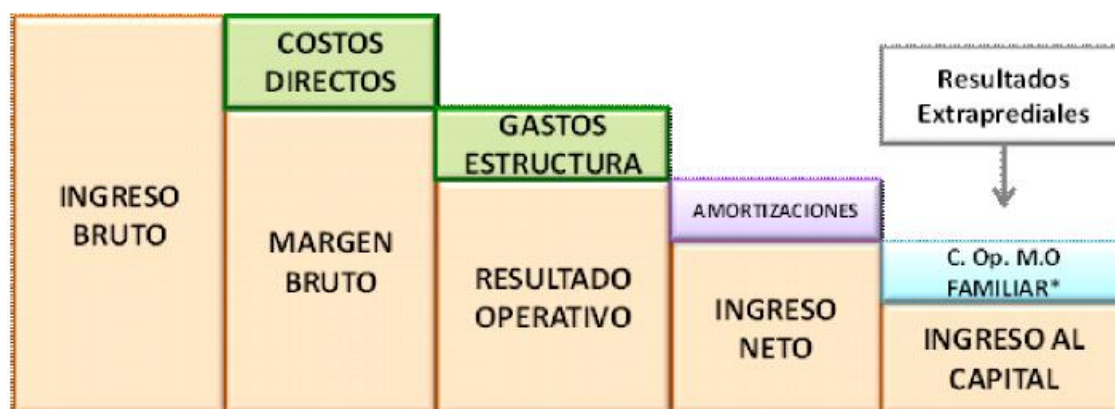 INGRESO
BRUTO
COSTOS
DIRECTOS
MARGEN
BRUTO
GASTOS
ESTRUCTURA
RESULTADO
OPERATIVO
AMORTIZACIONES
INGRESO
NETO
Resultados
Extraprediales
C. Op. M.O
FAMILIAR*
INGRESO AL
CAPITAL